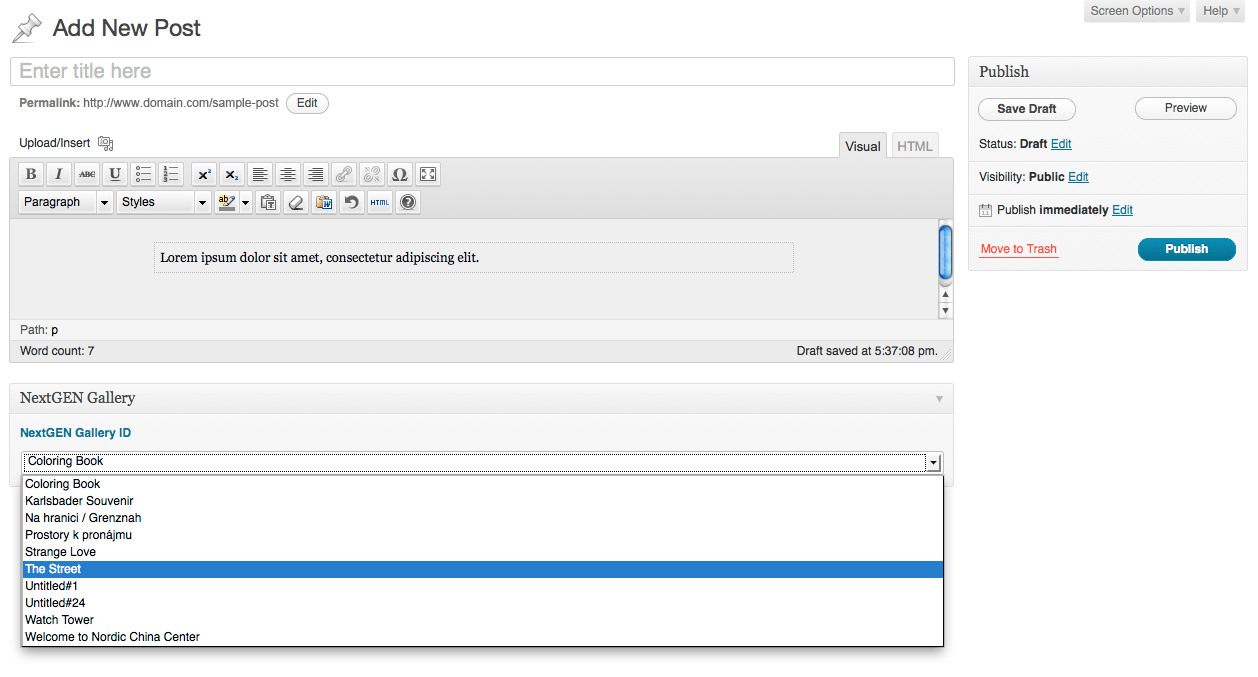 Screen Options Help
Add New Post
Enter title here
Permalink: http://www.domain.com/sample-post Edit
Upload/Insert
Visual HTML
B I ABC U x² x₂ Ω
Paragraph Styles ab HTML
Lorem ipsum dolor sit amet, consectetur adipiscing elit.
Path: p
Word count: 7 Draft saved at 5:37:08 pm.
Publish
Save Draft Preview
Status: Draft Edit
Visibility: Public Edit
Publish immediately Edit
Move to Trash Publish
NextGEN Gallery
NextGEN Gallery ID
Coloring Book
Coloring Book
Karlsbader Souvenir
Na hranici / Grenznah
Prostory k pronájmu
Strange Love
The Street
Untitled#1
Untitled#24
Watch Tower
Welcome to Nordic China Center